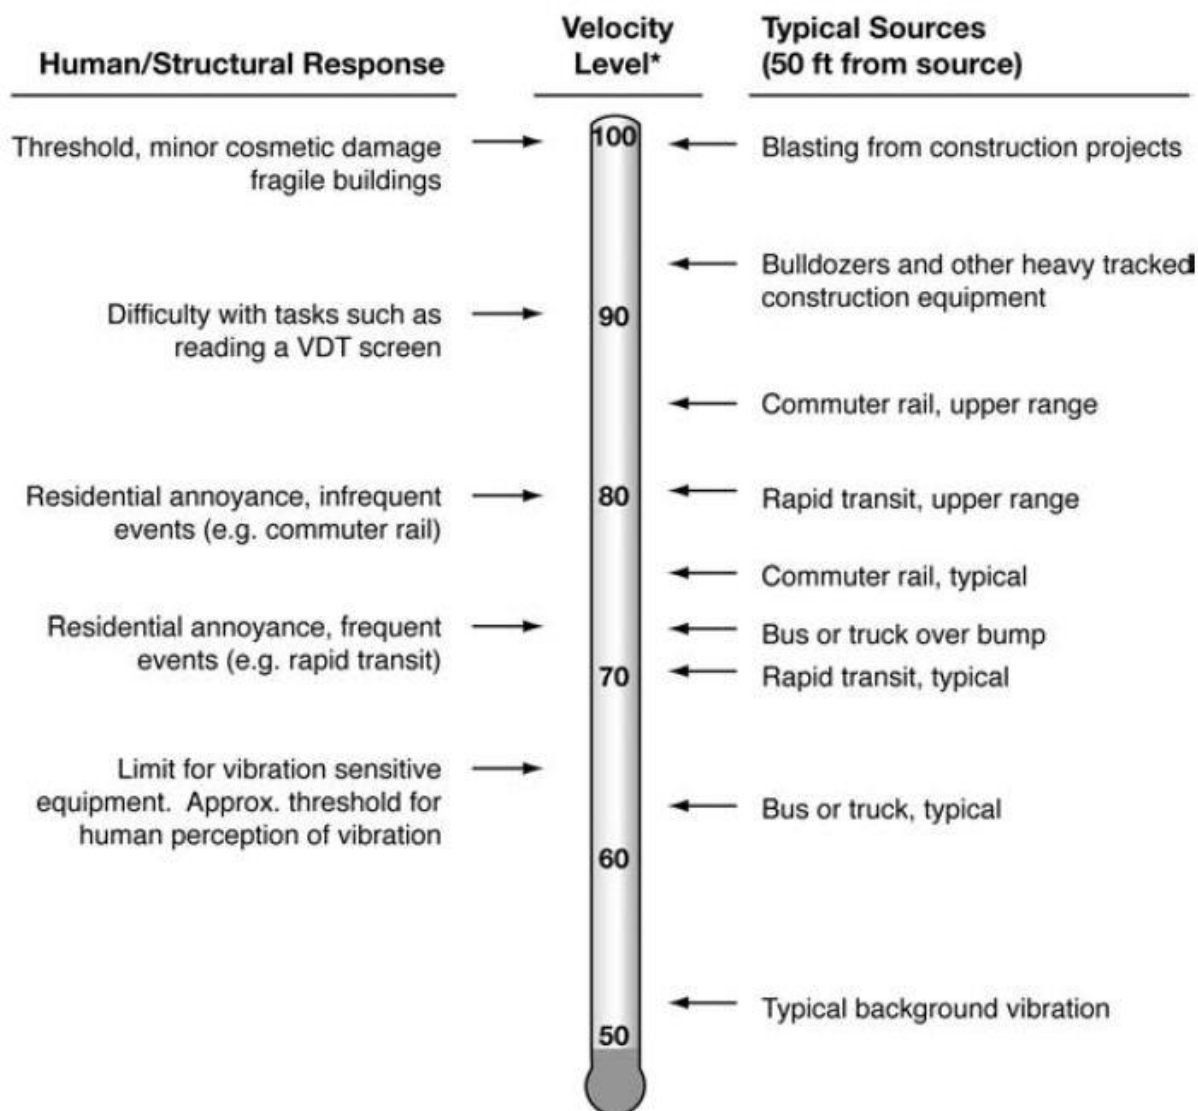 Human/Structural Response
Velocity
Level*
Typical Sources
(50 ft from source)
Threshold, minor cosmetic damage
fragile buildings
100
Blasting from construction projects
Bulldozers and other heavy tracked
construction equipment
Difficulty with tasks such as
reading a VDT screen
90
Commuter rail, upper range
Residential annoyance, infrequent
events (e.g. commuter rail)
80
Rapid transit, upper range
Commuter rail, typical
Residential annoyance, frequent
events (e.g. rapid transit)
Bus or truck over bump
70
Rapid transit, typical
Limit for vibration sensitive
equipment. Approx. threshold for
human perception of vibration
Bus or truck, typical
60
Typical background vibration
50